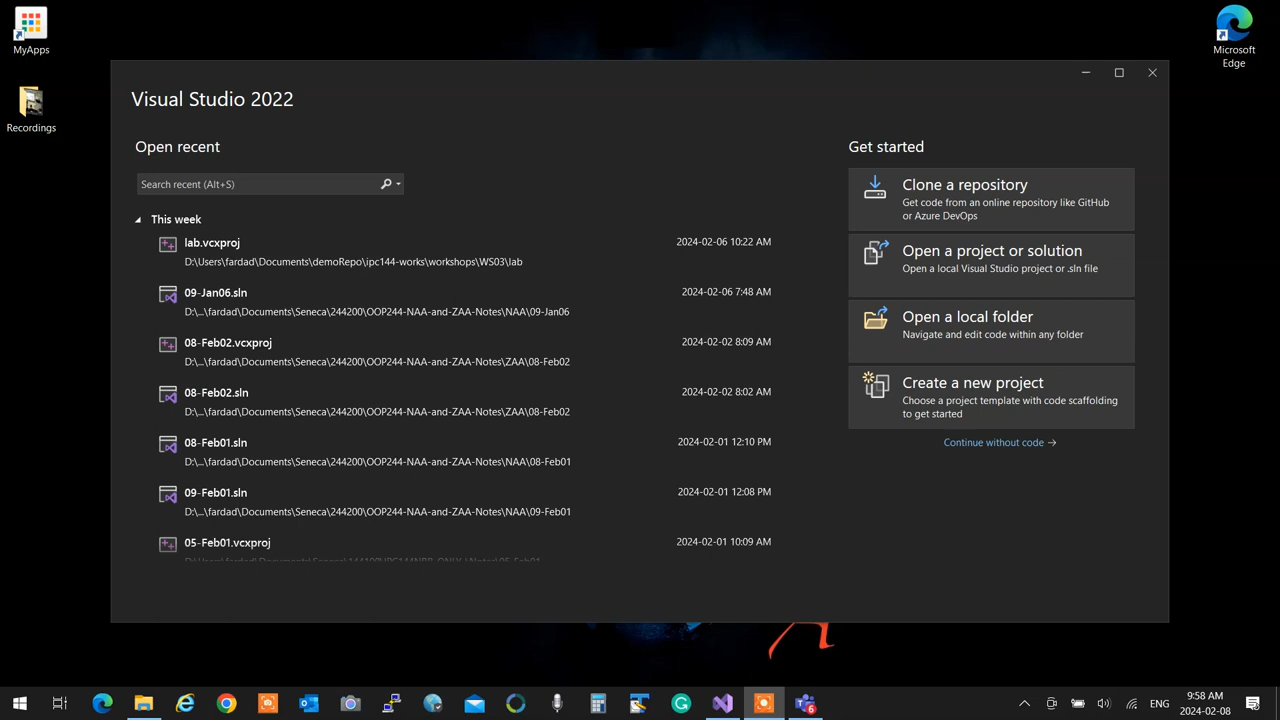 MyApps
Recordings
Microsoft
Edge
Visual Studio 2022
Open recent
Search recent (Alt+S)
This week
lab.vcxproj 2024-02-06 10:22 AM
D:\Users\fardad\Documents\demoRepo\ipc144-works\workshops\WS03\lab
09-Jan06.sln 2024-02-06 7:48 AM
D:\...\fardad\Documents\Seneca\244200\OOP244-NAA-and-ZAA-Notes\NAA\09-Jan06
08-Feb02.vcxproj 2024-02-02 8:09 AM
D:\...\fardad\Documents\Seneca\244200\OOP244-NAA-and-ZAA-Notes\ZAA\08-Feb02
08-Feb02.sln 2024-02-02 8:02 AM
D:\...\fardad\Documents\Seneca\244200\OOP244-NAA-and-ZAA-Notes\ZAA\08-Feb02
08-Feb01.sln 2024-02-01 12:10 PM
D:\...\fardad\Documents\Seneca\244200\OOP244-NAA-and-ZAA-Notes\NAA\08-Feb01
09-Feb01.sln 2024-02-01 12:08 PM
D:\...\fardad\Documents\Seneca\244200\OOP244-NAA-and-ZAA-Notes\NAA\09-Feb01
05-Feb01.vcxproj 2024-02-01 10:09 AM
Get started
Clone a repository
Get code from an online repository like GitHub
or Azure DevOps
Open a project or solution
Open a local Visual Studio project or .sln file
Open a local folder
Navigate and edit code within any folder
Create a new project
Choose a project template with code scaffolding
to get started
Continue without code →
6
ENG
9:58 AM
2024-02-08